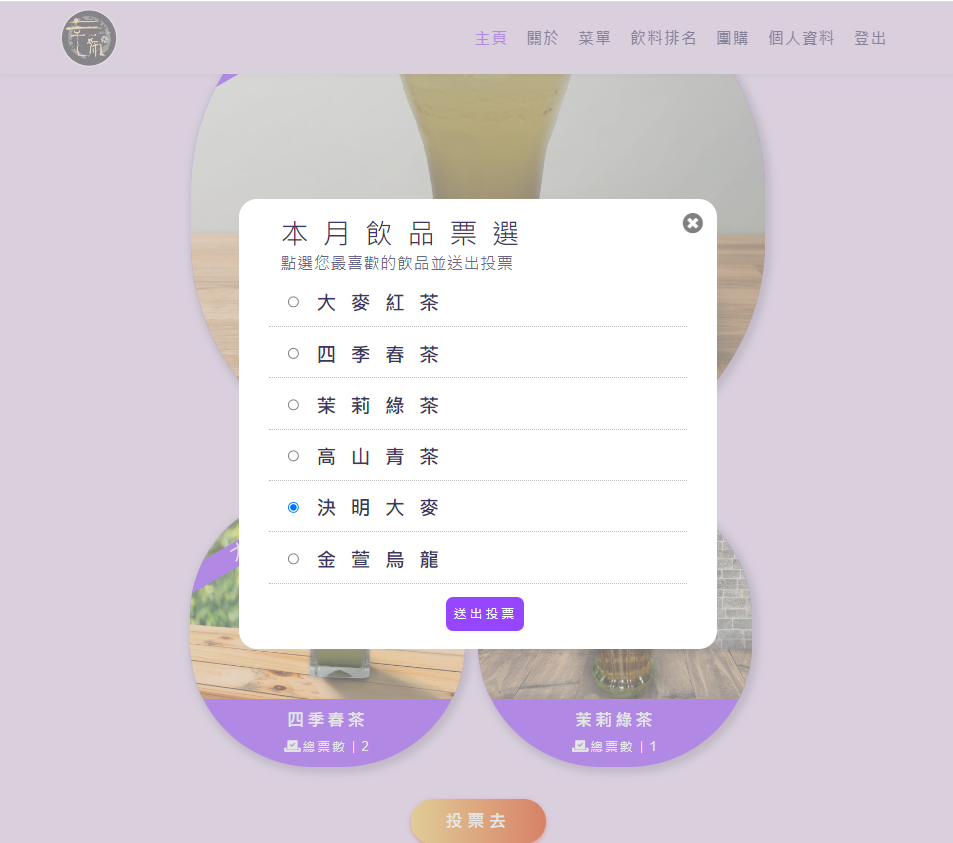 主頁 關於 菜單 飲料排名 團購 個人資料 登出
本月飲品票選
點選您最喜歡的飲品並送出投票
大麥紅茶
四季春茶
茉莉綠茶
高山青茶
決明大麥
金萱烏龍
送出投票
四季春茶
總票數 | 2
茉莉綠茶
總票數 | 1
投票去